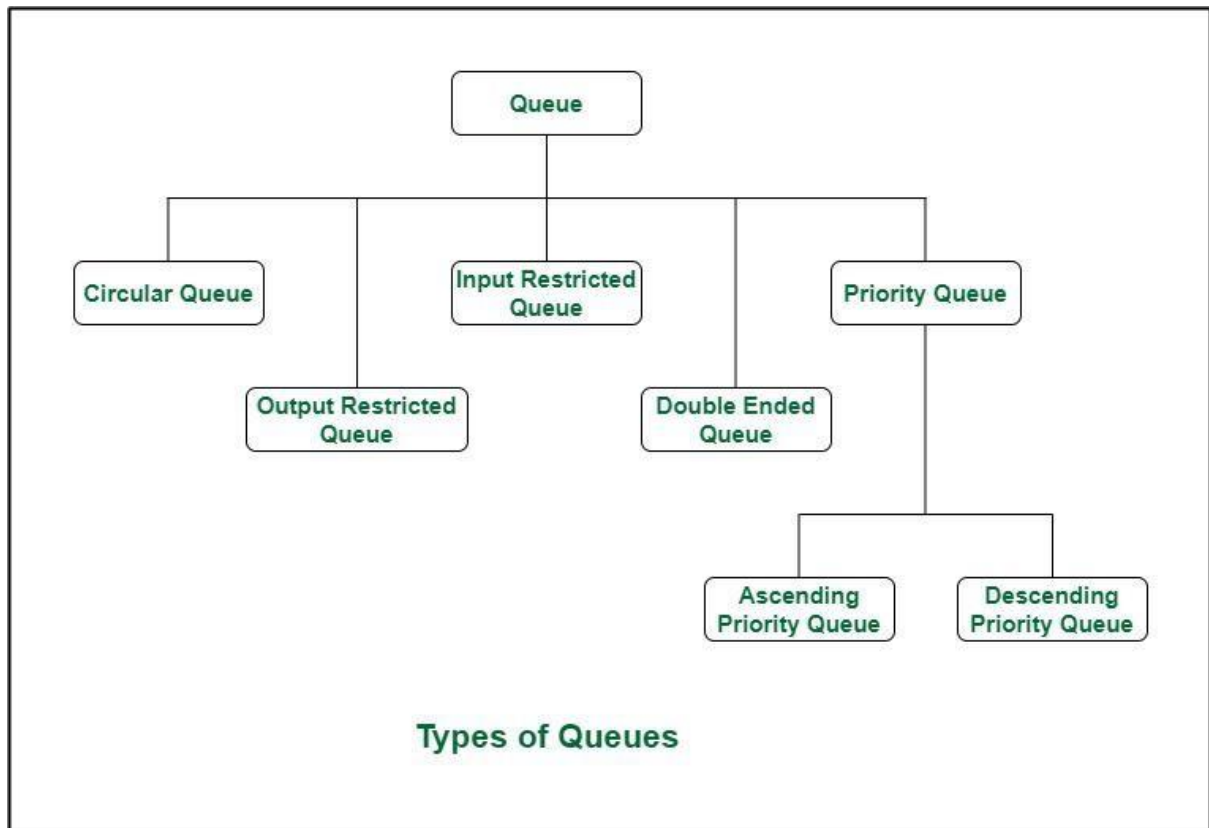 Queue
Circular Queue
Input Restricted
Queue
Priority Queue
Output Restricted
Queue
Double Ended
Queue
Ascending
Priority Queue
Descending
Priority Queue
Types of Queues